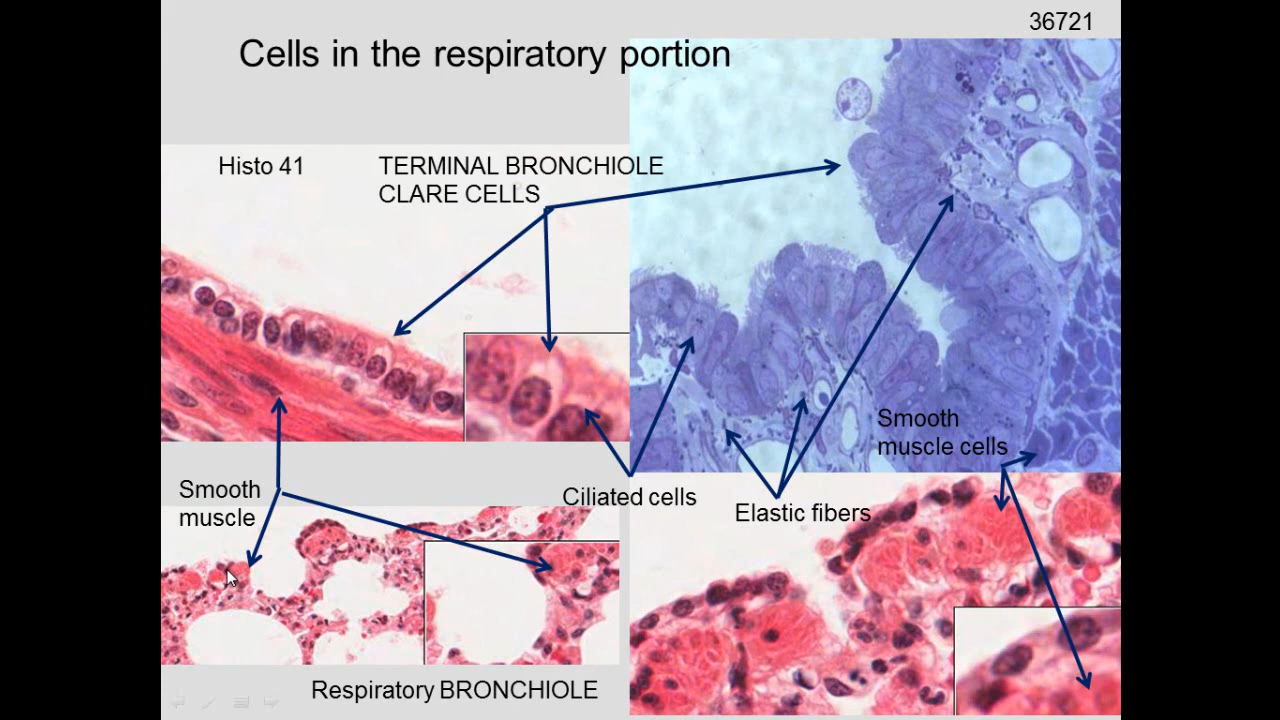 36721
Cells in the respiratory portion
Histo 41
TERMINAL BRONCHIOLE
CLARE CELLS
Smooth
muscle cells
Smooth
muscle
Ciliated cells
Elastic fibers
Respiratory BRONCHIOLE